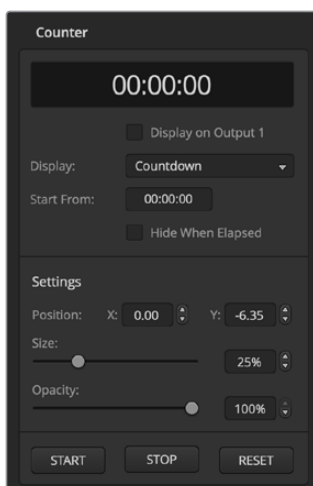 Counter
00:00:00
Display on Output 1
Display: Countdown
Start From: 00:00:00
Hide When Elapsed
Settings
Position: X: 0.00 Y: -6.35
Size:
25%
Opacity:
100%
START STOP RESET